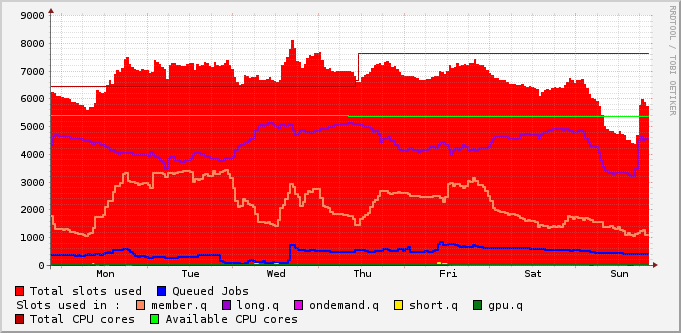 9000
8000
7000
6000
5000
4000
3000
2000
1000
0
Mon Tue Wed Thu Fri Sat Sun
RRDTOOL / TOBI OETIKER
Total slots used Queued Jobs
Slots used in : member.q long.q ondemand.q short.q gpu.q
Total CPU cores Available CPU cores